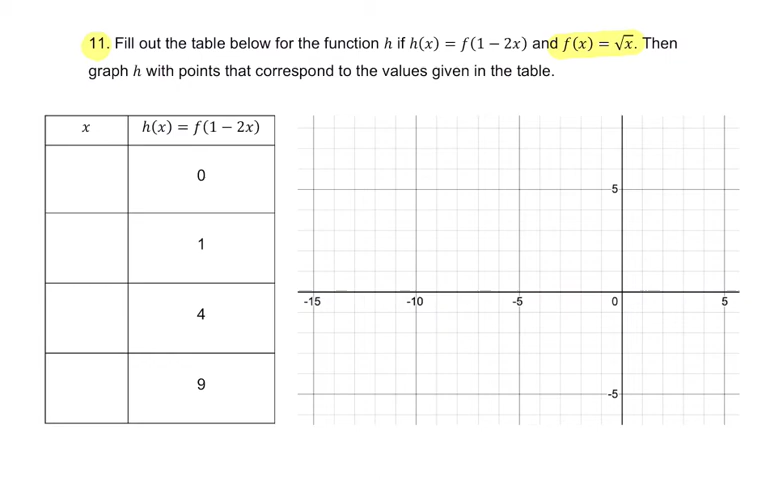 11. Fill out the table below for the function h if h(x) = f(1 − 2x) and f(x) = √x. Then
graph h with points that correspond to the values given in the table.
x h(x) = f(1 − 2x)
0
1
4
9
5
-15 -10 -5 0 5
-5